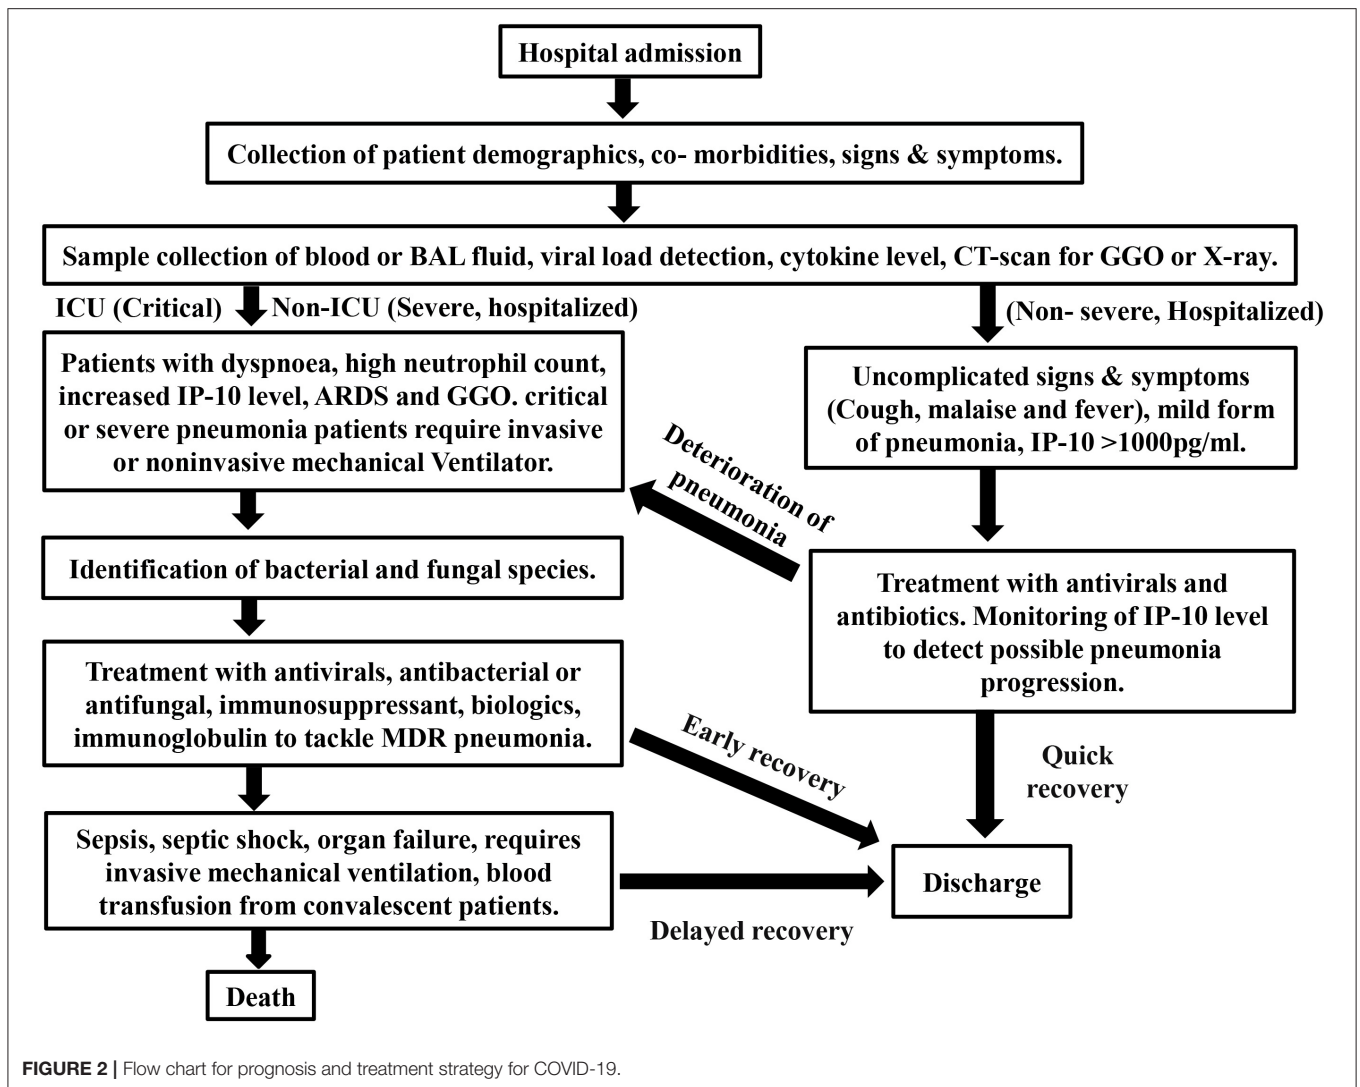 Hospital admission
Collection of patient demographics, co- morbidities, signs & symptoms.
Sample collection of blood or BAL fluid, viral load detection, cytokine level, CT-scan for GGO or X-ray.
ICU (Critical)
Non-ICU (Severe, hospitalized)
(Non- severe, Hospitalized)
Patients with dyspnoea, high neutrophil count,
increased IP-10 level, ARDS and GGO. critical
or severe pneumonia patients require invasive
or noninvasive mechanical Ventilator.
Uncomplicated signs & symptoms
(Cough, malaise and fever), mild form
of pneumonia, IP-10 >1000pg/ml.
Deterioration of
pneumonia
Identification of bacterial and fungal species.
Treatment with antivirals and
antibiotics. Monitoring of IP-10 level
to detect possible pneumonia
progression.
Treatment with antivirals, antibacterial or
antifungal, immunosuppressant, biologics,
immunoglobulin to tackle MDR pneumonia.
Early recovery
Quick
recovery
Sepsis, septic shock, organ failure, requires
invasive mechanical ventilation, blood
transfusion from convalescent patients.
Discharge
Delayed recovery
Death
FIGURE 2 | Flow chart for prognosis and treatment strategy for COVID-19.